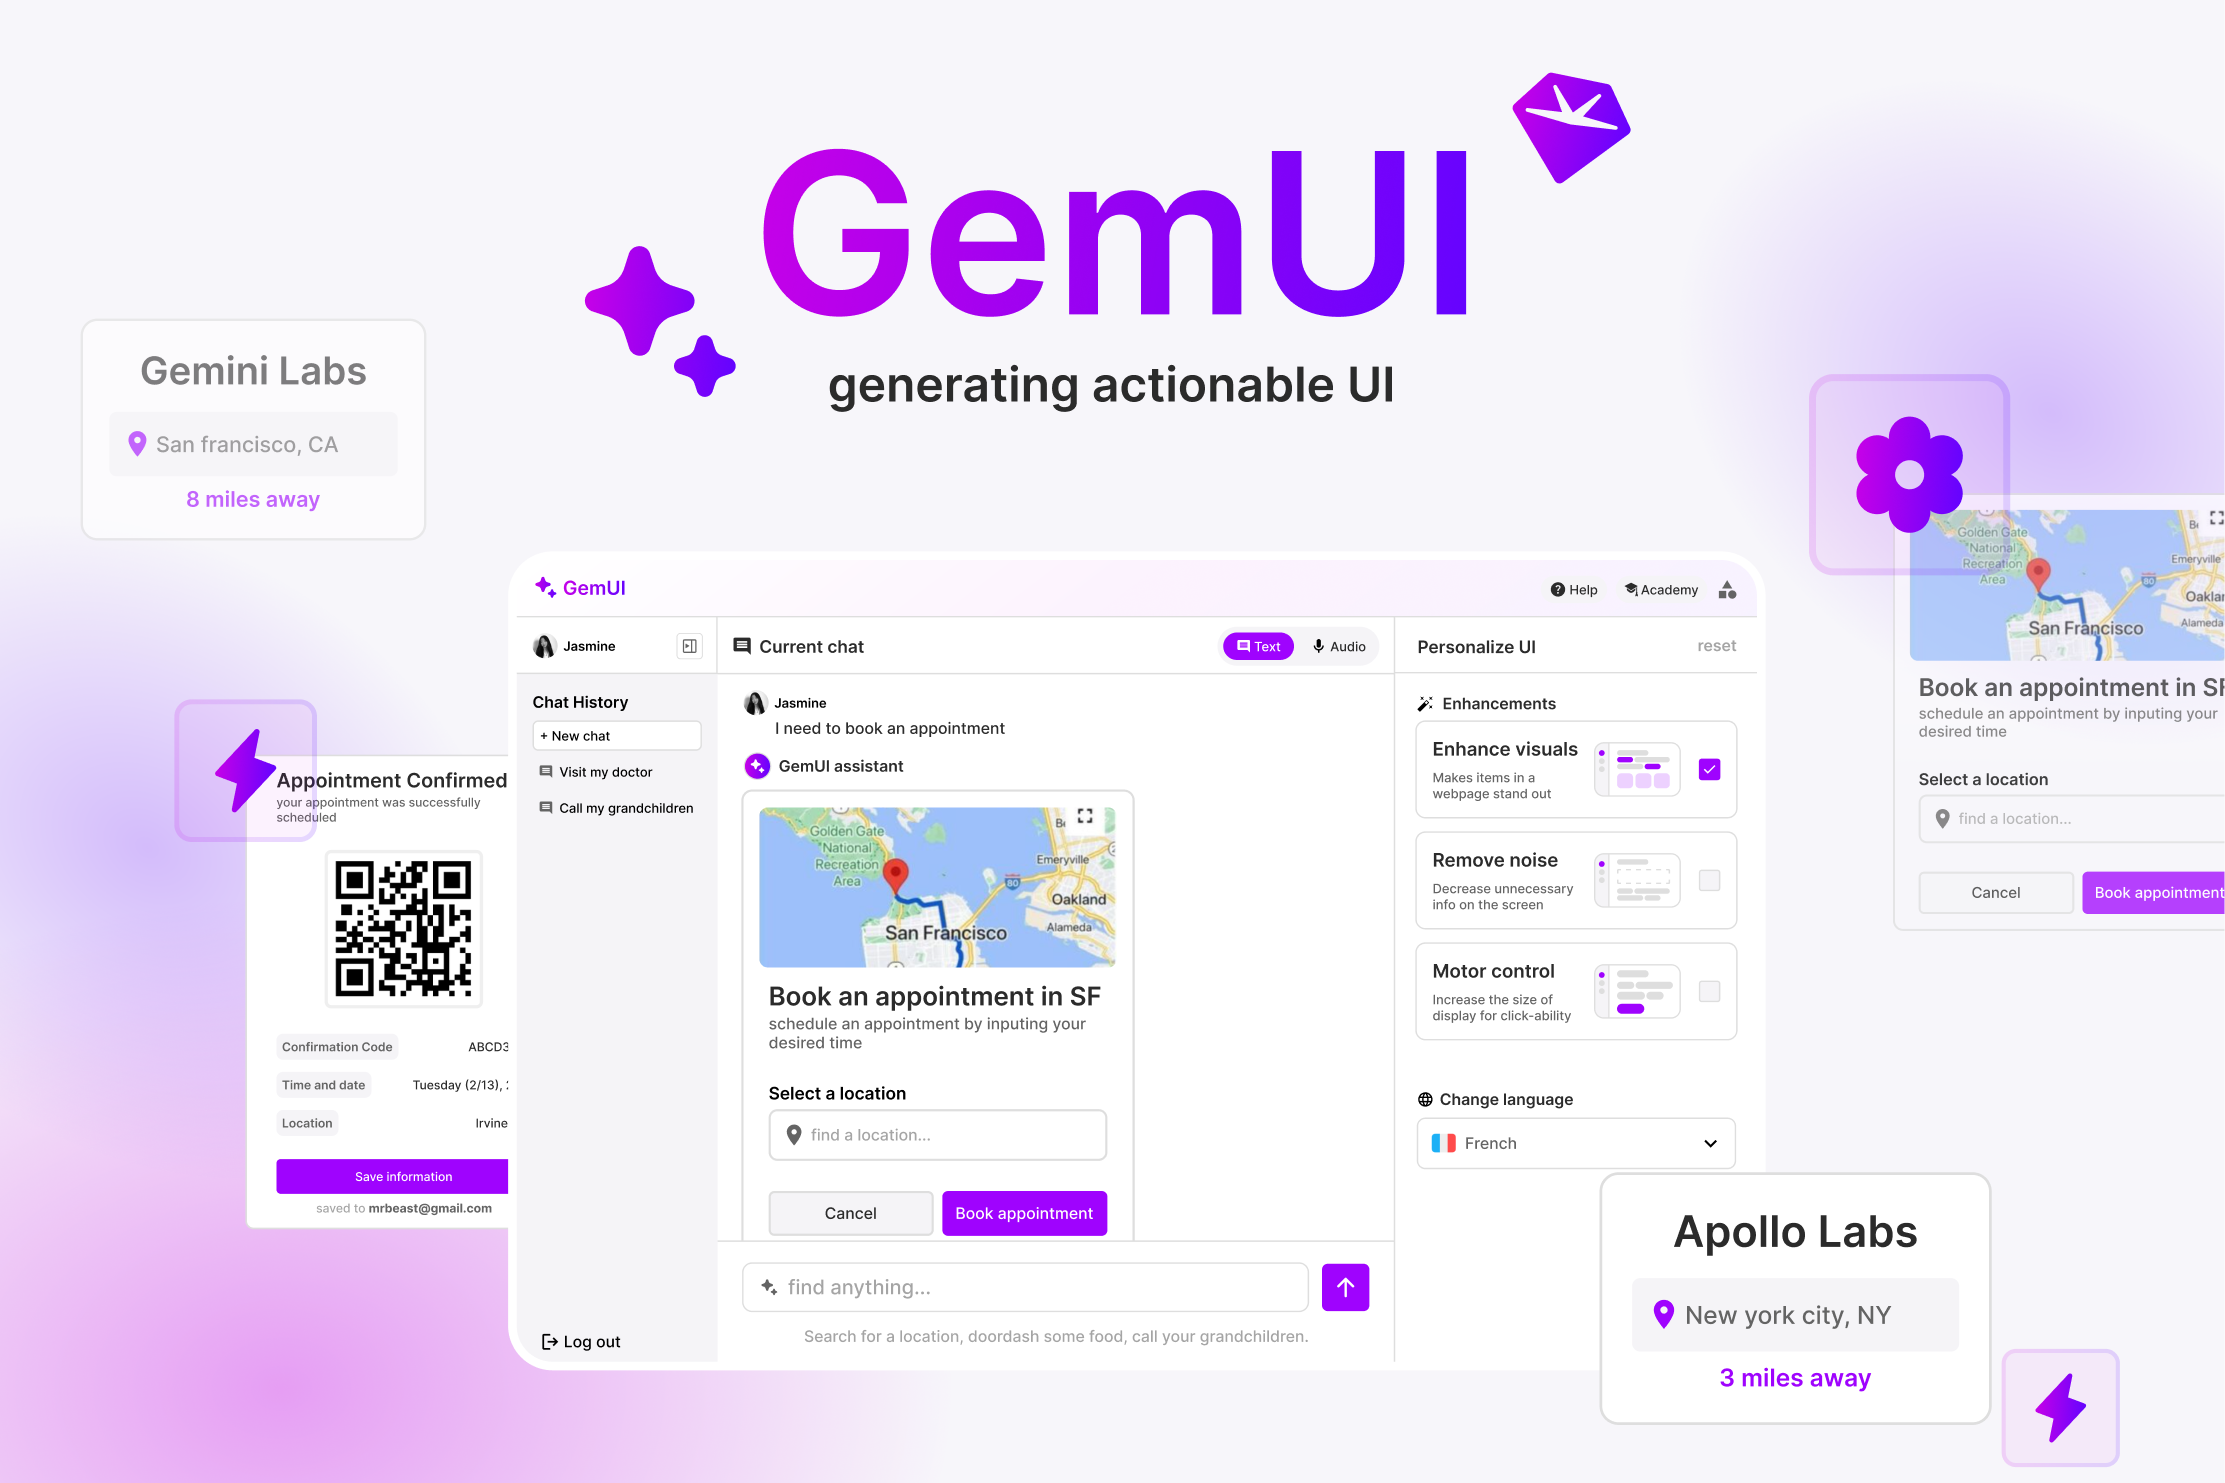 GemUI
generating actionable UI
Gemini Labs
San francisco, CA
8 miles away
GemUI
Help
Academy
Jasmine
Current chat
Text
Audio
Personalize UI
reset
Chat History
+ New chat
Visit my doctor
Call my grandchildren
Log out
Jasmine
I need to book an appointment
GemUI assistant
Golden Gate
National
Recreation
Area
Emeryville
80
Oakland
San Francisco
Alameda
Book an appointment in SF
schedule an appointment by inputing your
desired time
Select a location
find a location...
Cancel
Book appointment
find anything...
Search for a location, doordash some food, call your grandchildren.
Enhancements
Enhance visuals
Makes items in a
webpage stand out
Remove noise
Decrease unnecessary
info on the screen
Motor control
Increase the size of
display for click-ability
Change language
French
Appointment Confirmed
your appointment was successfully
scheduled
Confirmation Code
ABCD3
Time and date
Tuesday (2/13),
Location
Irvine
Save information
saved to mrbeast@gmail.com
Golden Gate
National
Recreation
Area
Emeryville
80
San Francisco
Alameda
Book an appointment in SF
schedule an appointment by inputing your
desired time
Select a location
find a location...
Cancel
Book appointment
Apollo Labs
New york city, NY
3 miles away